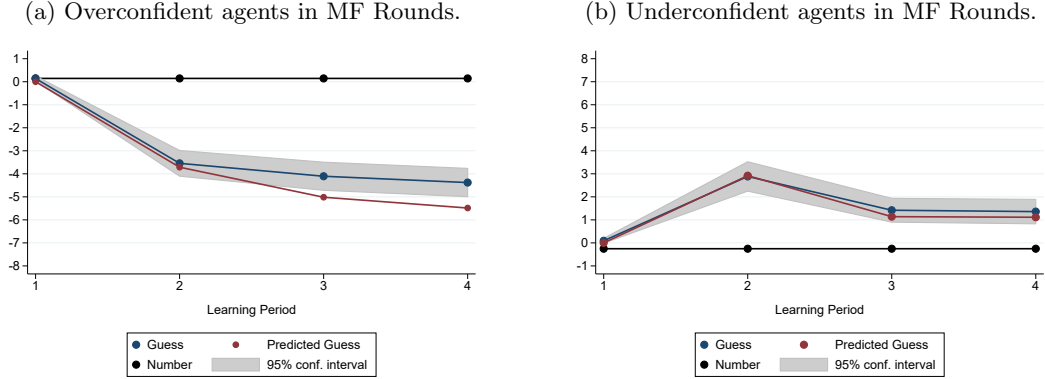 (a) Overconfident agents in MF Rounds.
1
0
-1
-2
-3
-4
-5
-6
-7
-8
1 2 3 4
Learning Period
Guess Predicted Guess
Number 95% conf. interval
(b) Underconfident agents in MF Rounds.
8
7
6
5
4
3
2
1
0
-1
1 2 3 4
Learning Period
Guess Predicted Guess
Number 95% conf. interval